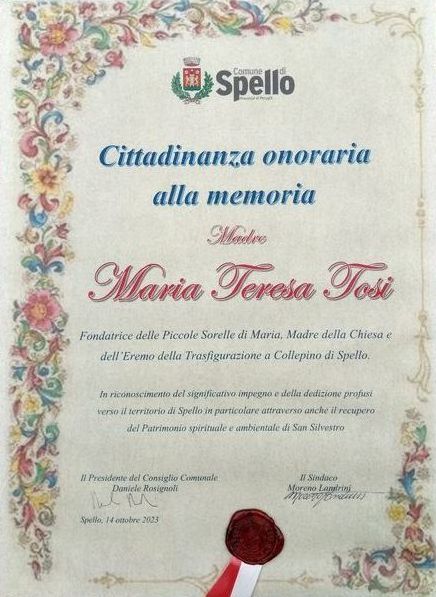 Comune di
Spello
Provincia di Perugia
Cittadinanza onoraria
alla memoria
Madre
Maria Teresa Tosi
Fondatrice delle Piccole Sorelle di Maria, Madre della Chiesa e
dell'Eremo della Trasfigurazione a Collepino di Spello.
In riconoscimento del significativo impegno e della dedizione profusi
verso il territorio di Spello in particolare attraverso anche il recupero
del Patrimonio spirituale e ambientale di San Silvestro
Il Presidente del Consiglio Comunale
Daniele Rosignoli
Il Sindaco
Moreno Landrini
Spello, 14 ottobre 2023